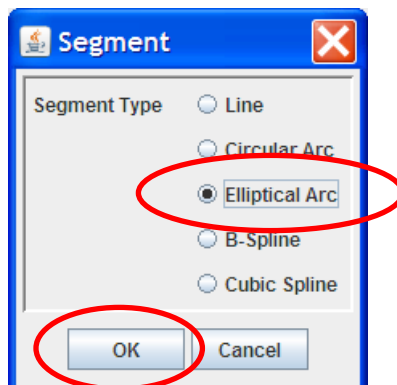 Segment
Segment Type Line
Circular Arc
Elliptical Arc
B-Spline
Cubic Spline
OK Cancel